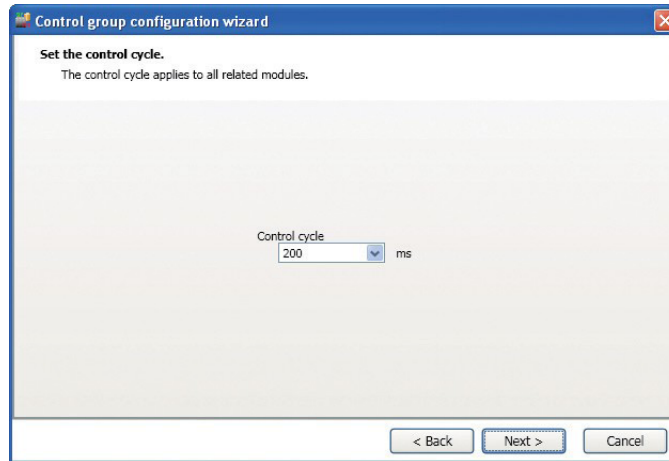 Control group configuration wizard
Set the control cycle.
The control cycle applies to all related modules.
Control cycle
200 ms
< Back Next > Cancel